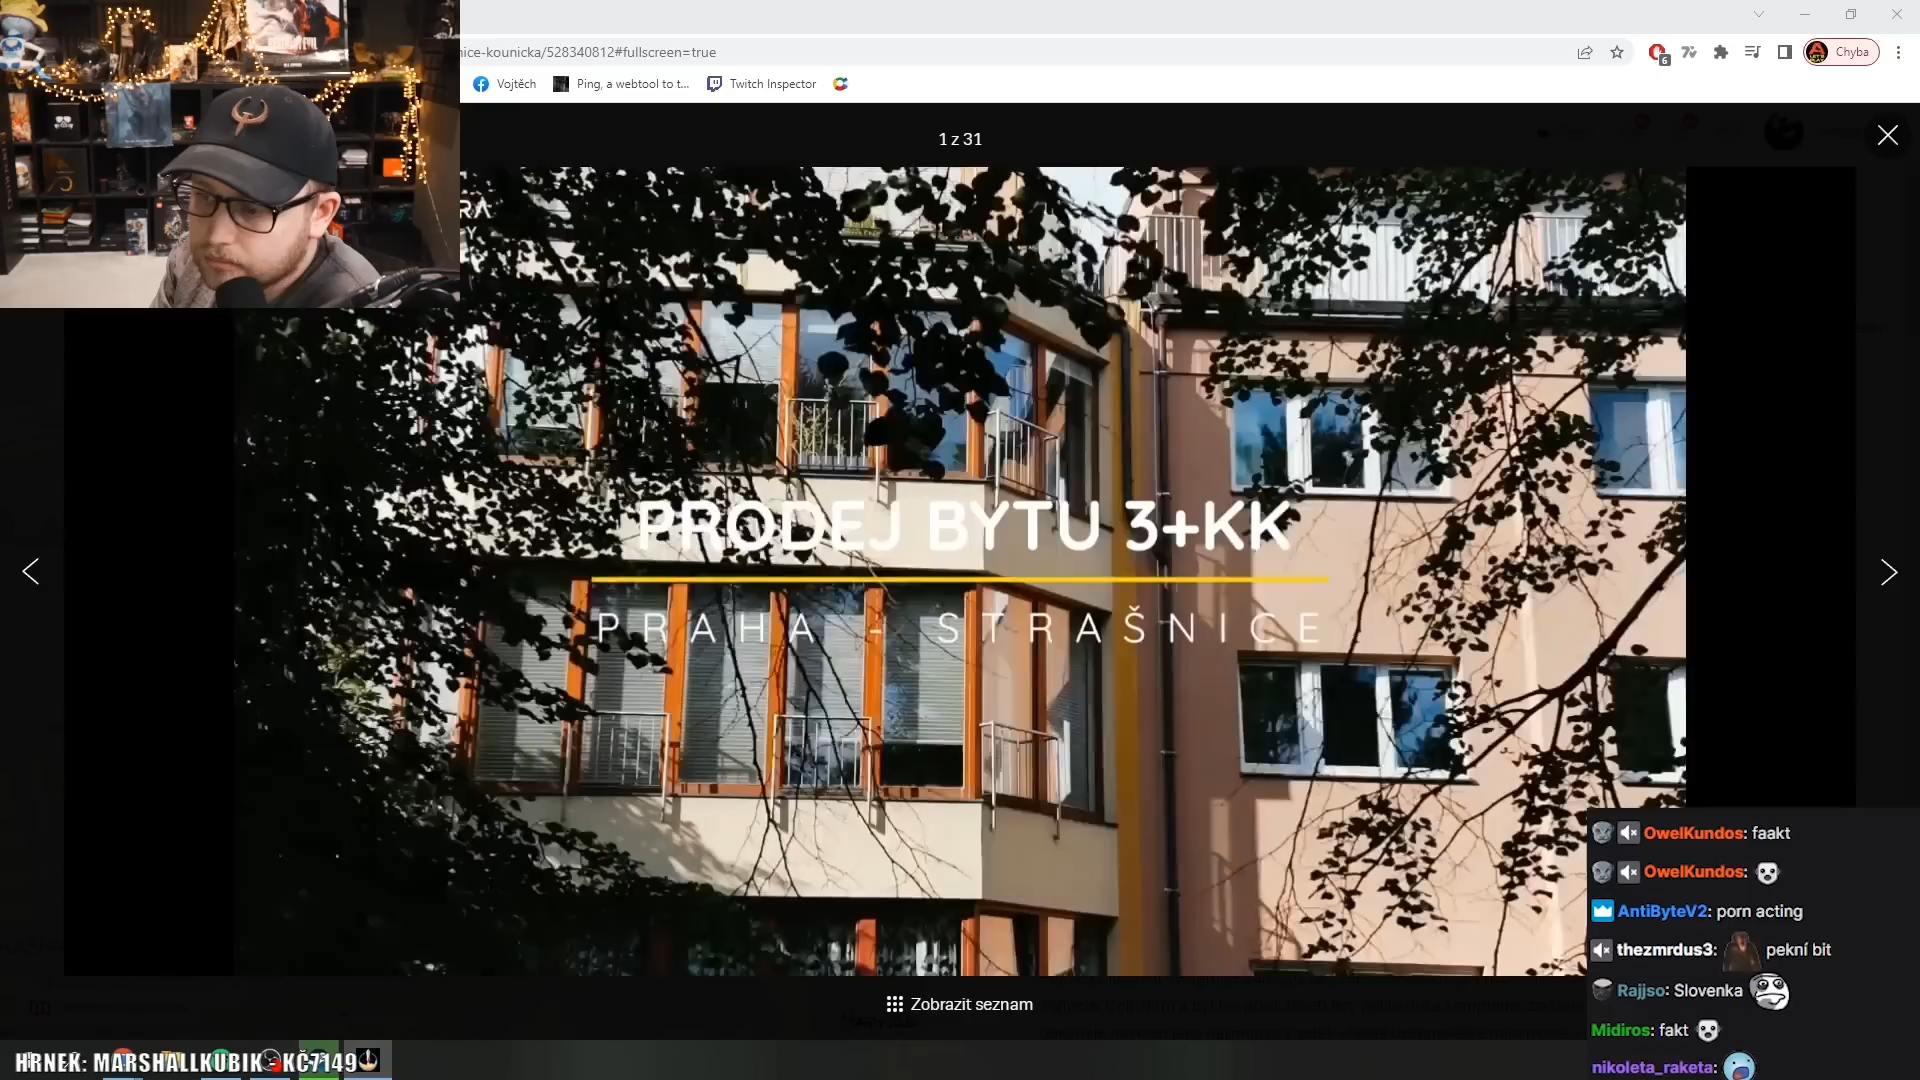 nice-kounicka/528340812#fullscreen=true
6
Chyba
Vojtěch
Ping, a webtool to t...
Twitch Inspector
1 z 31
PRODEJ BYTU 3+KK
PRAHA - STRAŠNICE
Zobrazit seznam
OwelKundos: faakt
OwelKundos:
AntiByteV2: porn acting
thezmrdus3: pekní bit
Rajjso: Slovenka
Midiros: fakt
nikoleta_raketa:
HRNEK: MARSHALLKUBIK - KČ7149